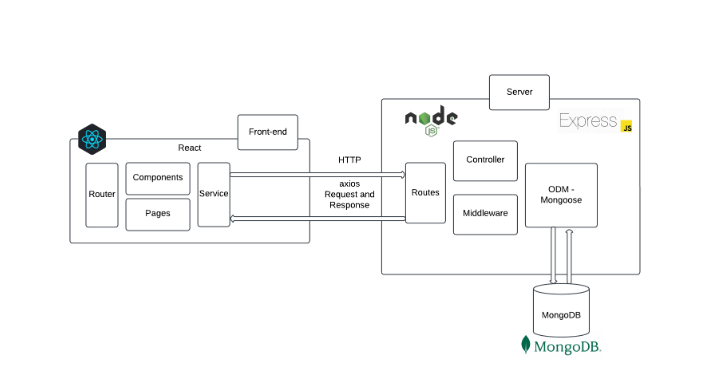 Server
node
JS
Express
JS
Front-end
React
HTTP
Router
Components
Pages
Service
axios
Request and
Response
Routes
Controller
Middleware
ODM -
Mongoose
MongoDB
MongoDB.